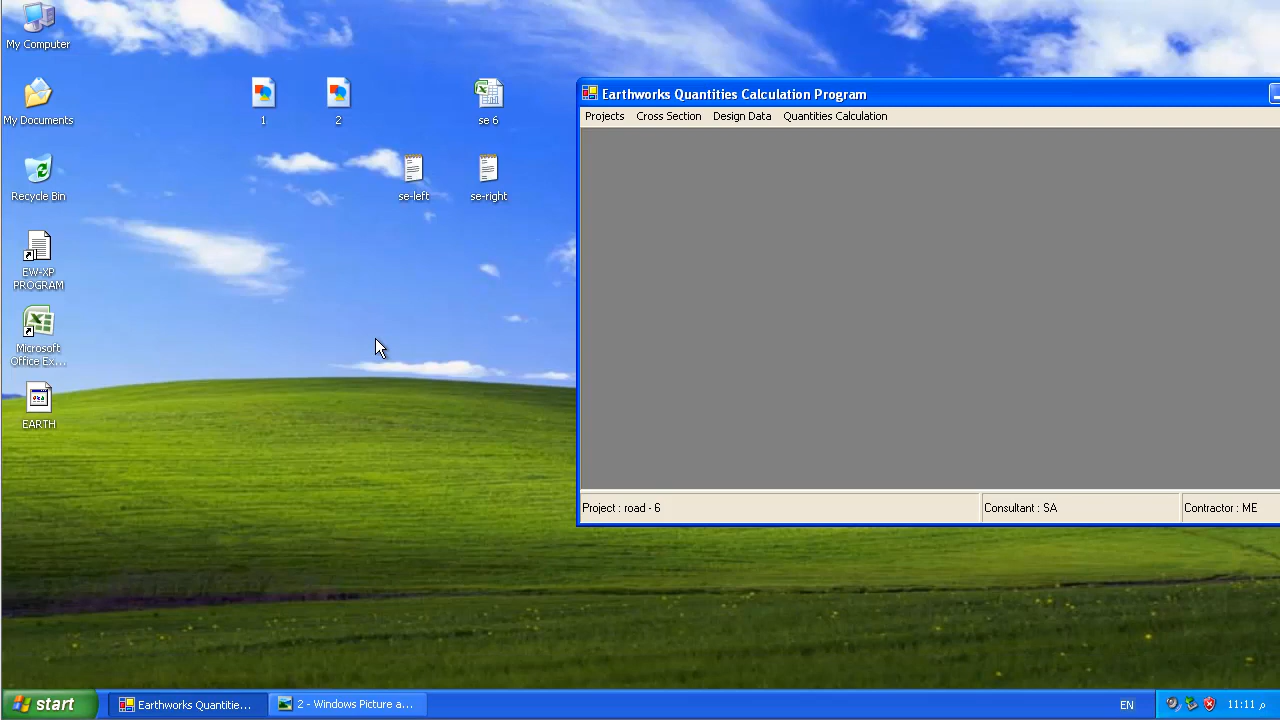 My Computer
My Documents
Recycle Bin
EW-XP
PROGRAM
Microsoft
Office Ex...
EARTH
1
2
se 6
se-left
se-right
Earthworks Quantities Calculation Program
Projects
Cross Section
Design Data
Quantities Calculation
Project : road - 6
Consultant : SA
Contractor : ME
start
Earthworks Quantitie...
2 - Windows Picture a...
EN
11:11 م